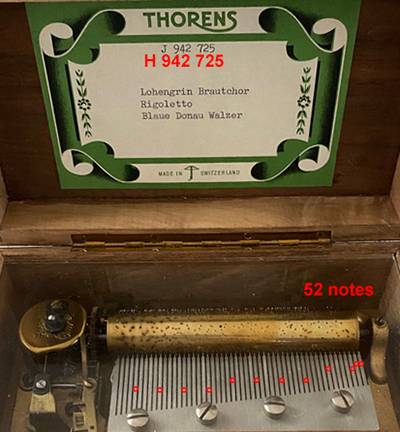 THORENS
J 942 725
H 942 725
Lohengrin Brautchor
Rigoletto
Blaue Donau Walzer
MADE IN SWITZERLAND
52 notes